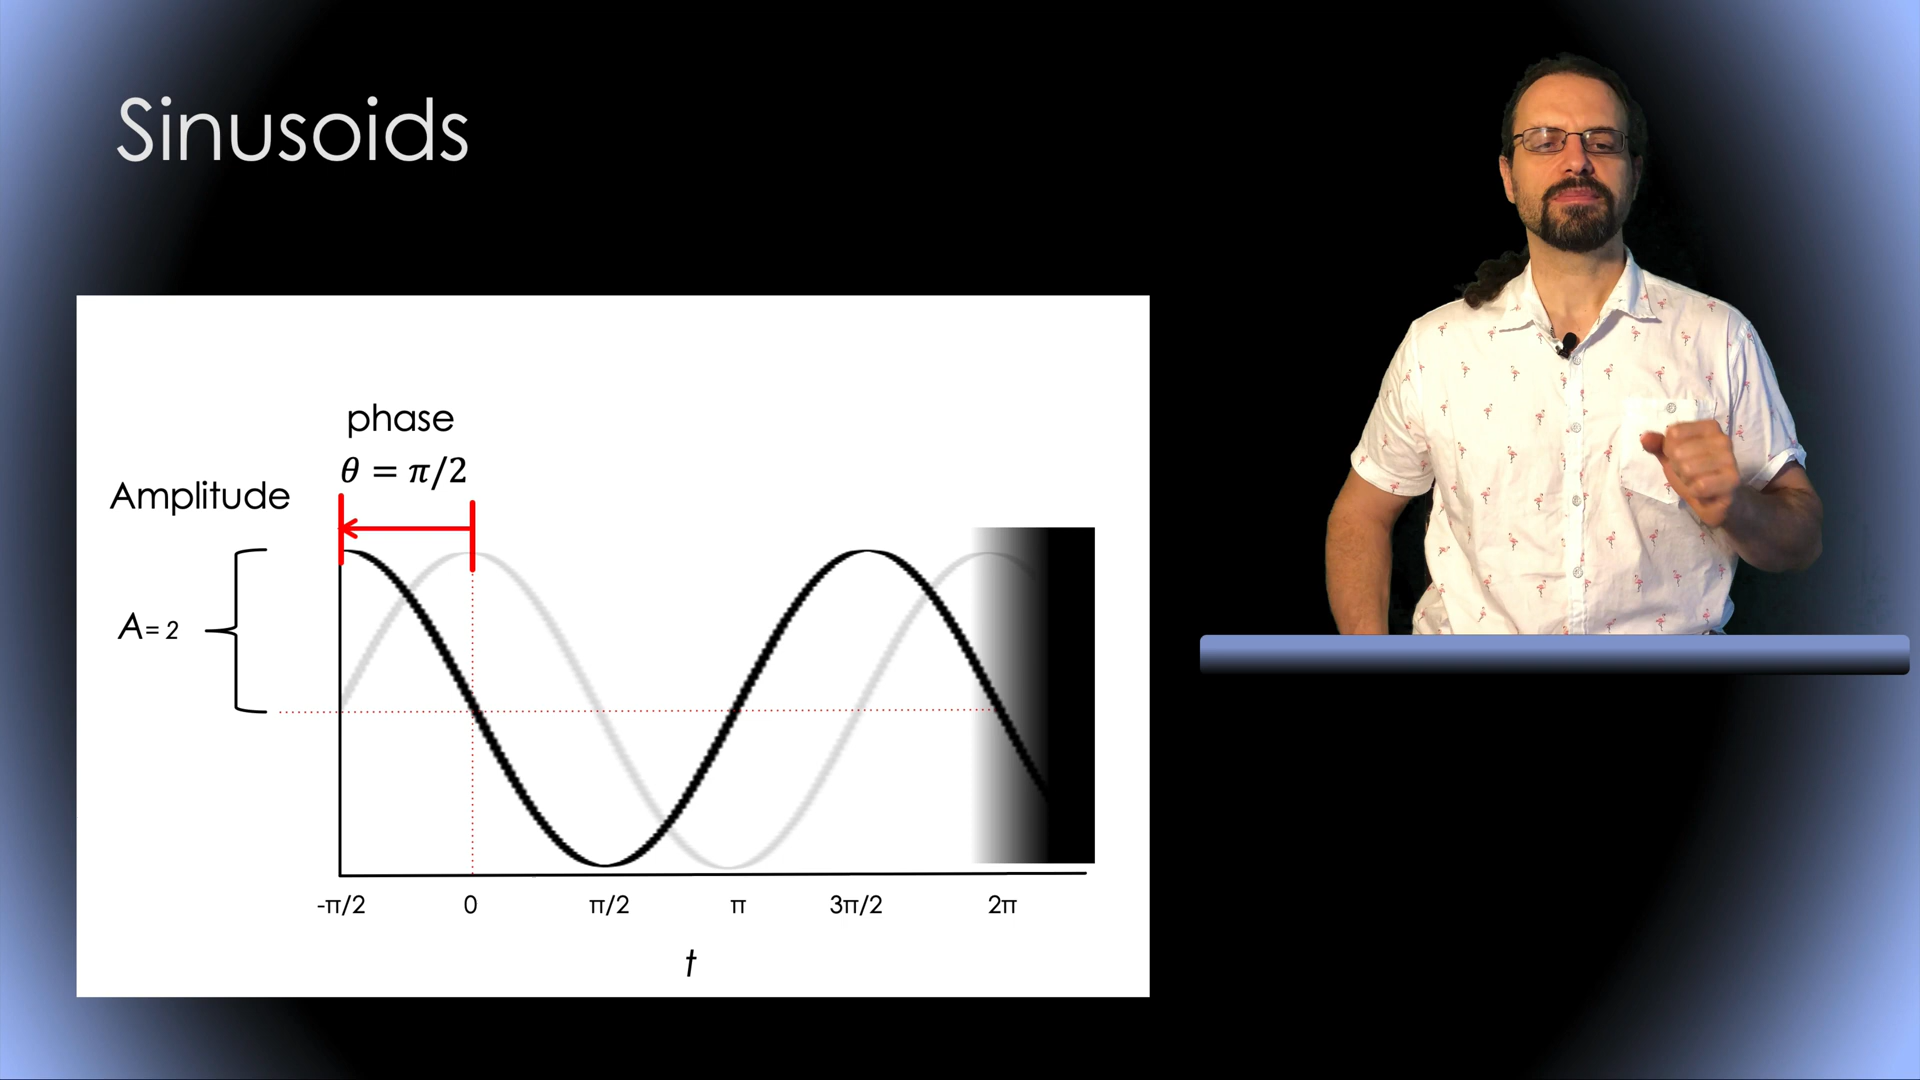 Sinusoids
phase
θ = π/2
Amplitude
A= 2
-π/2 0 π/2 π 3π/2 2π
t